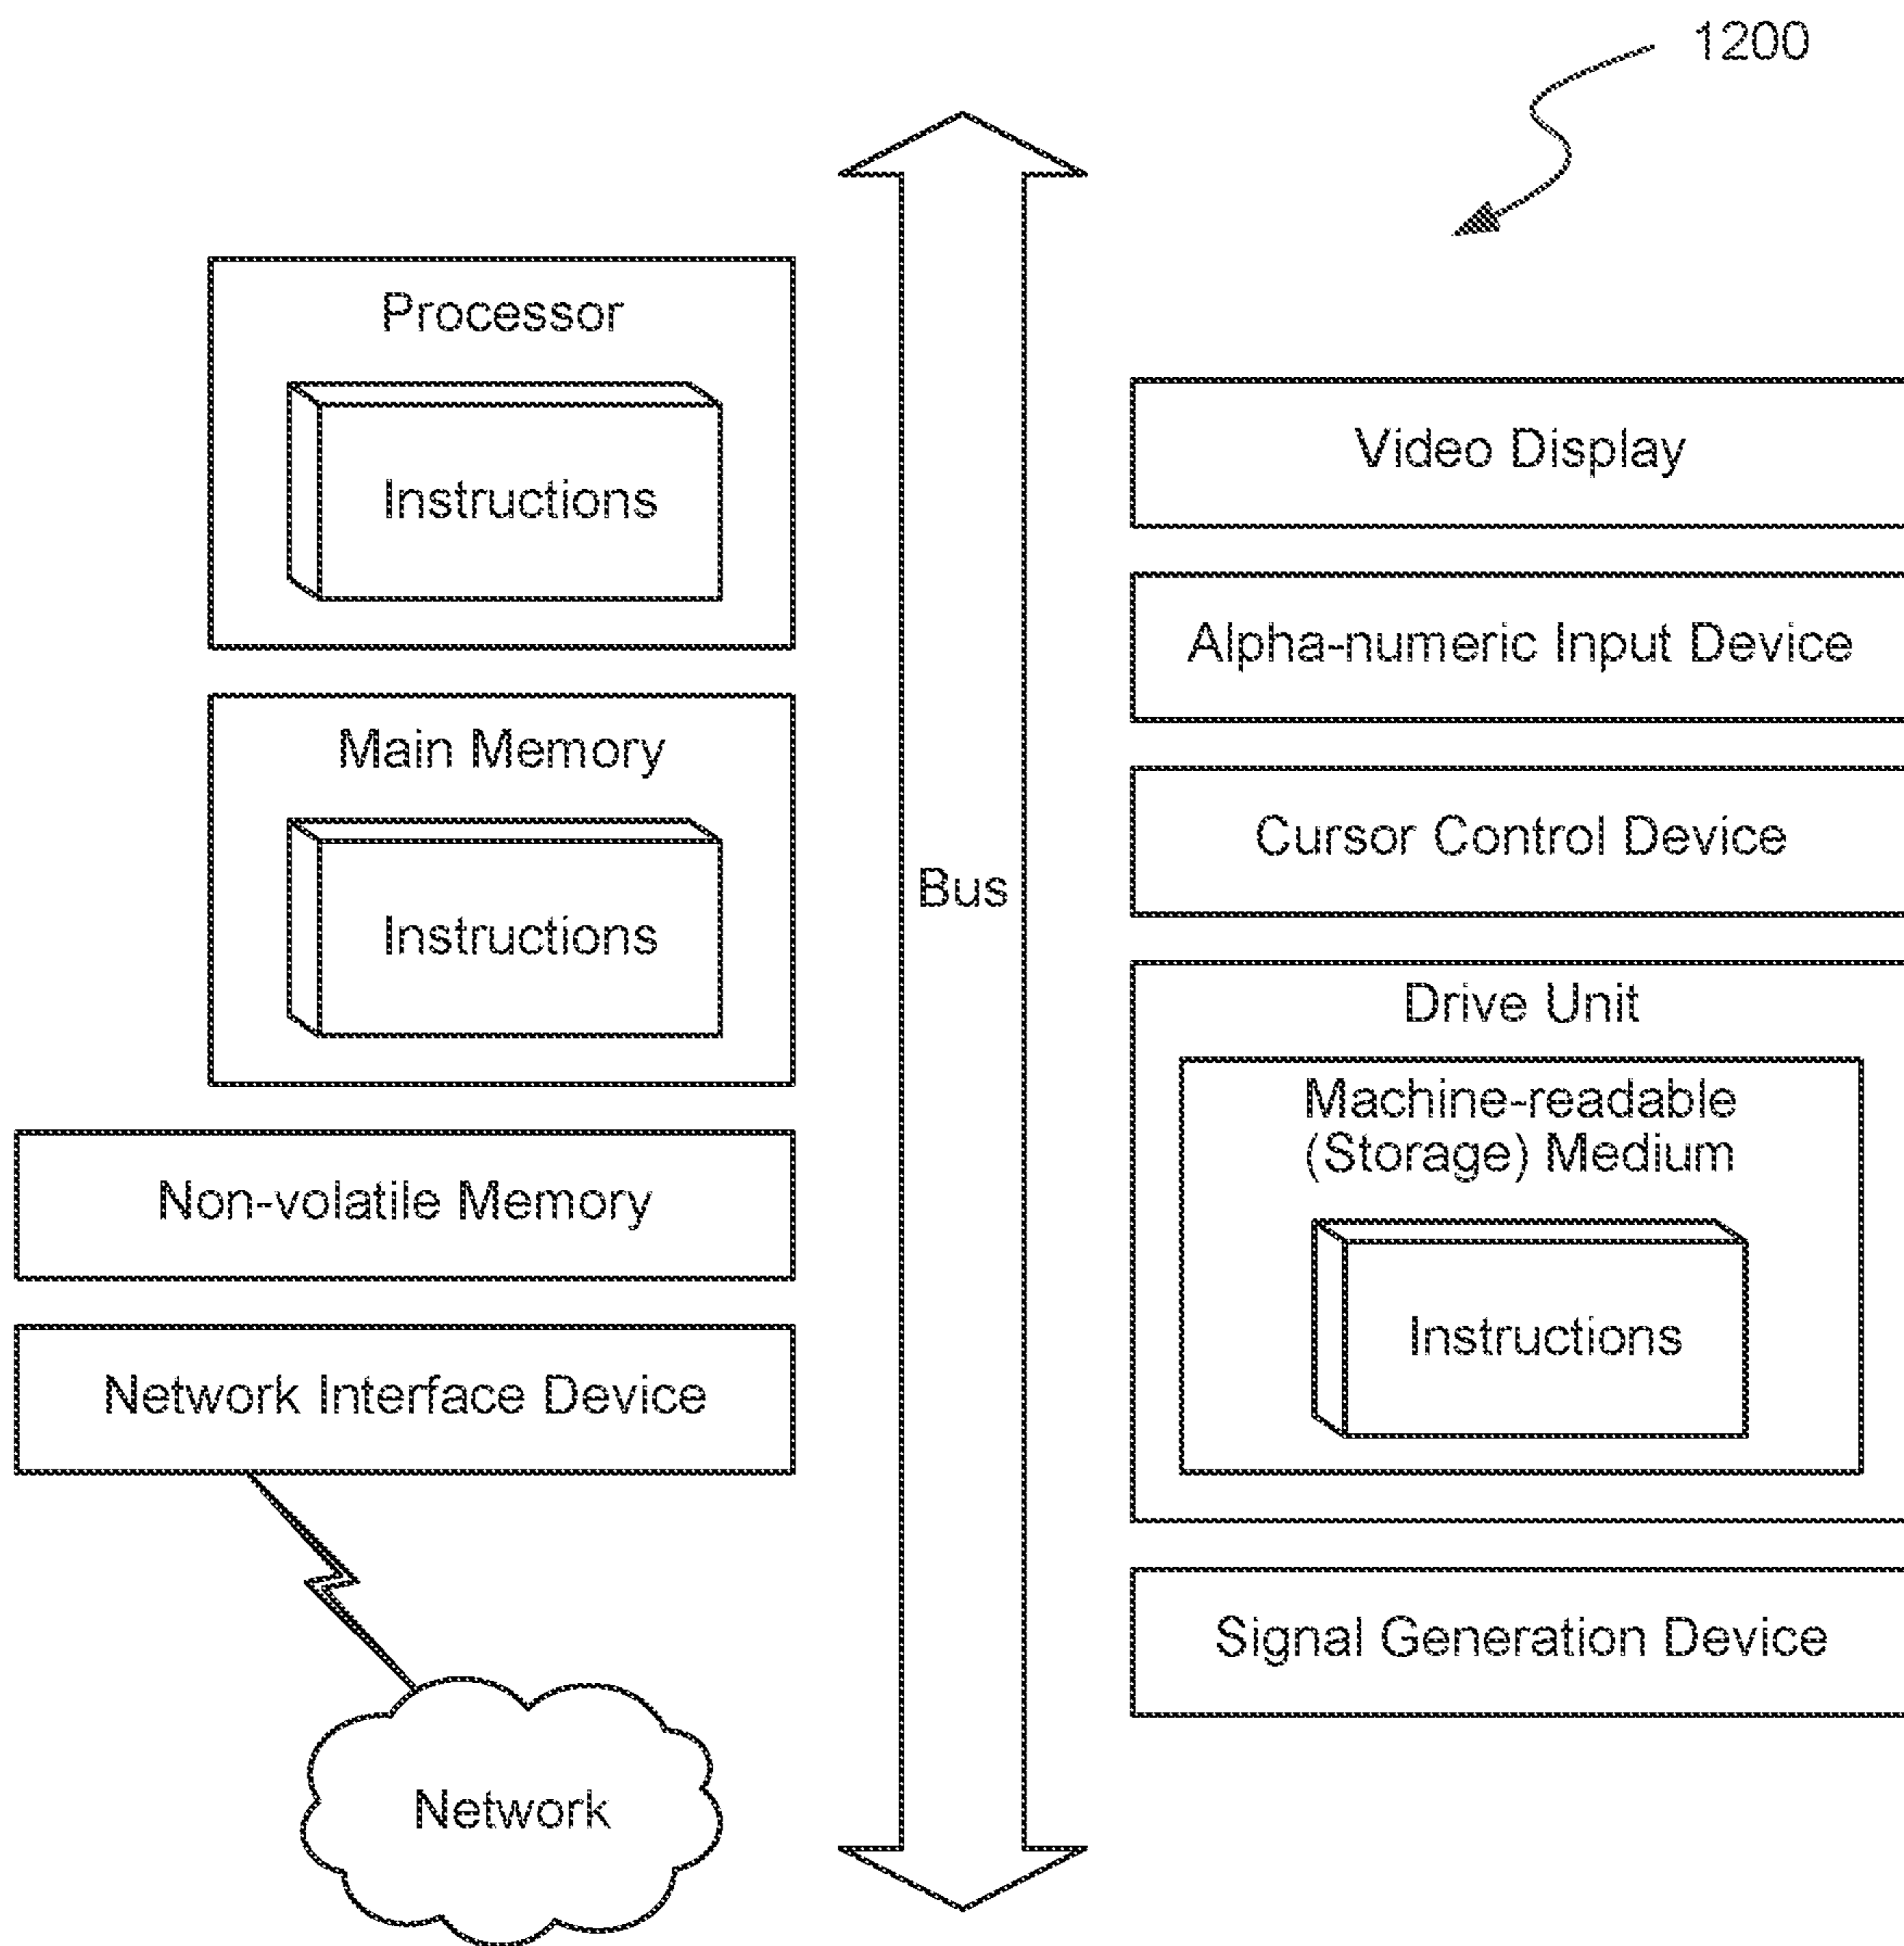 1200
Processor
Instructions
Main Memory
Instructions
Non-volatile Memory
Network Interface Device
Network
Bus
Video Display
Alpha-numeric Input Device
Cursor Control Device
Drive Unit
Machine-readable
(Storage) Medium
Instructions
Signal Generation Device